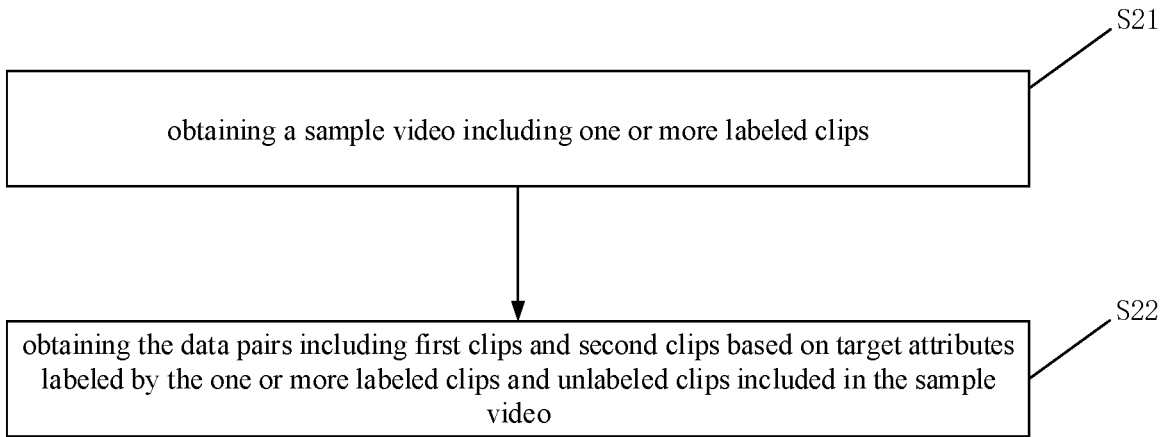 S21
obtaining a sample video including one or more labeled clips
S22
obtaining the data pairs including first clips and second clips based on target attributes
labeled by the one or more labeled clips and unlabeled clips included in the sample
video